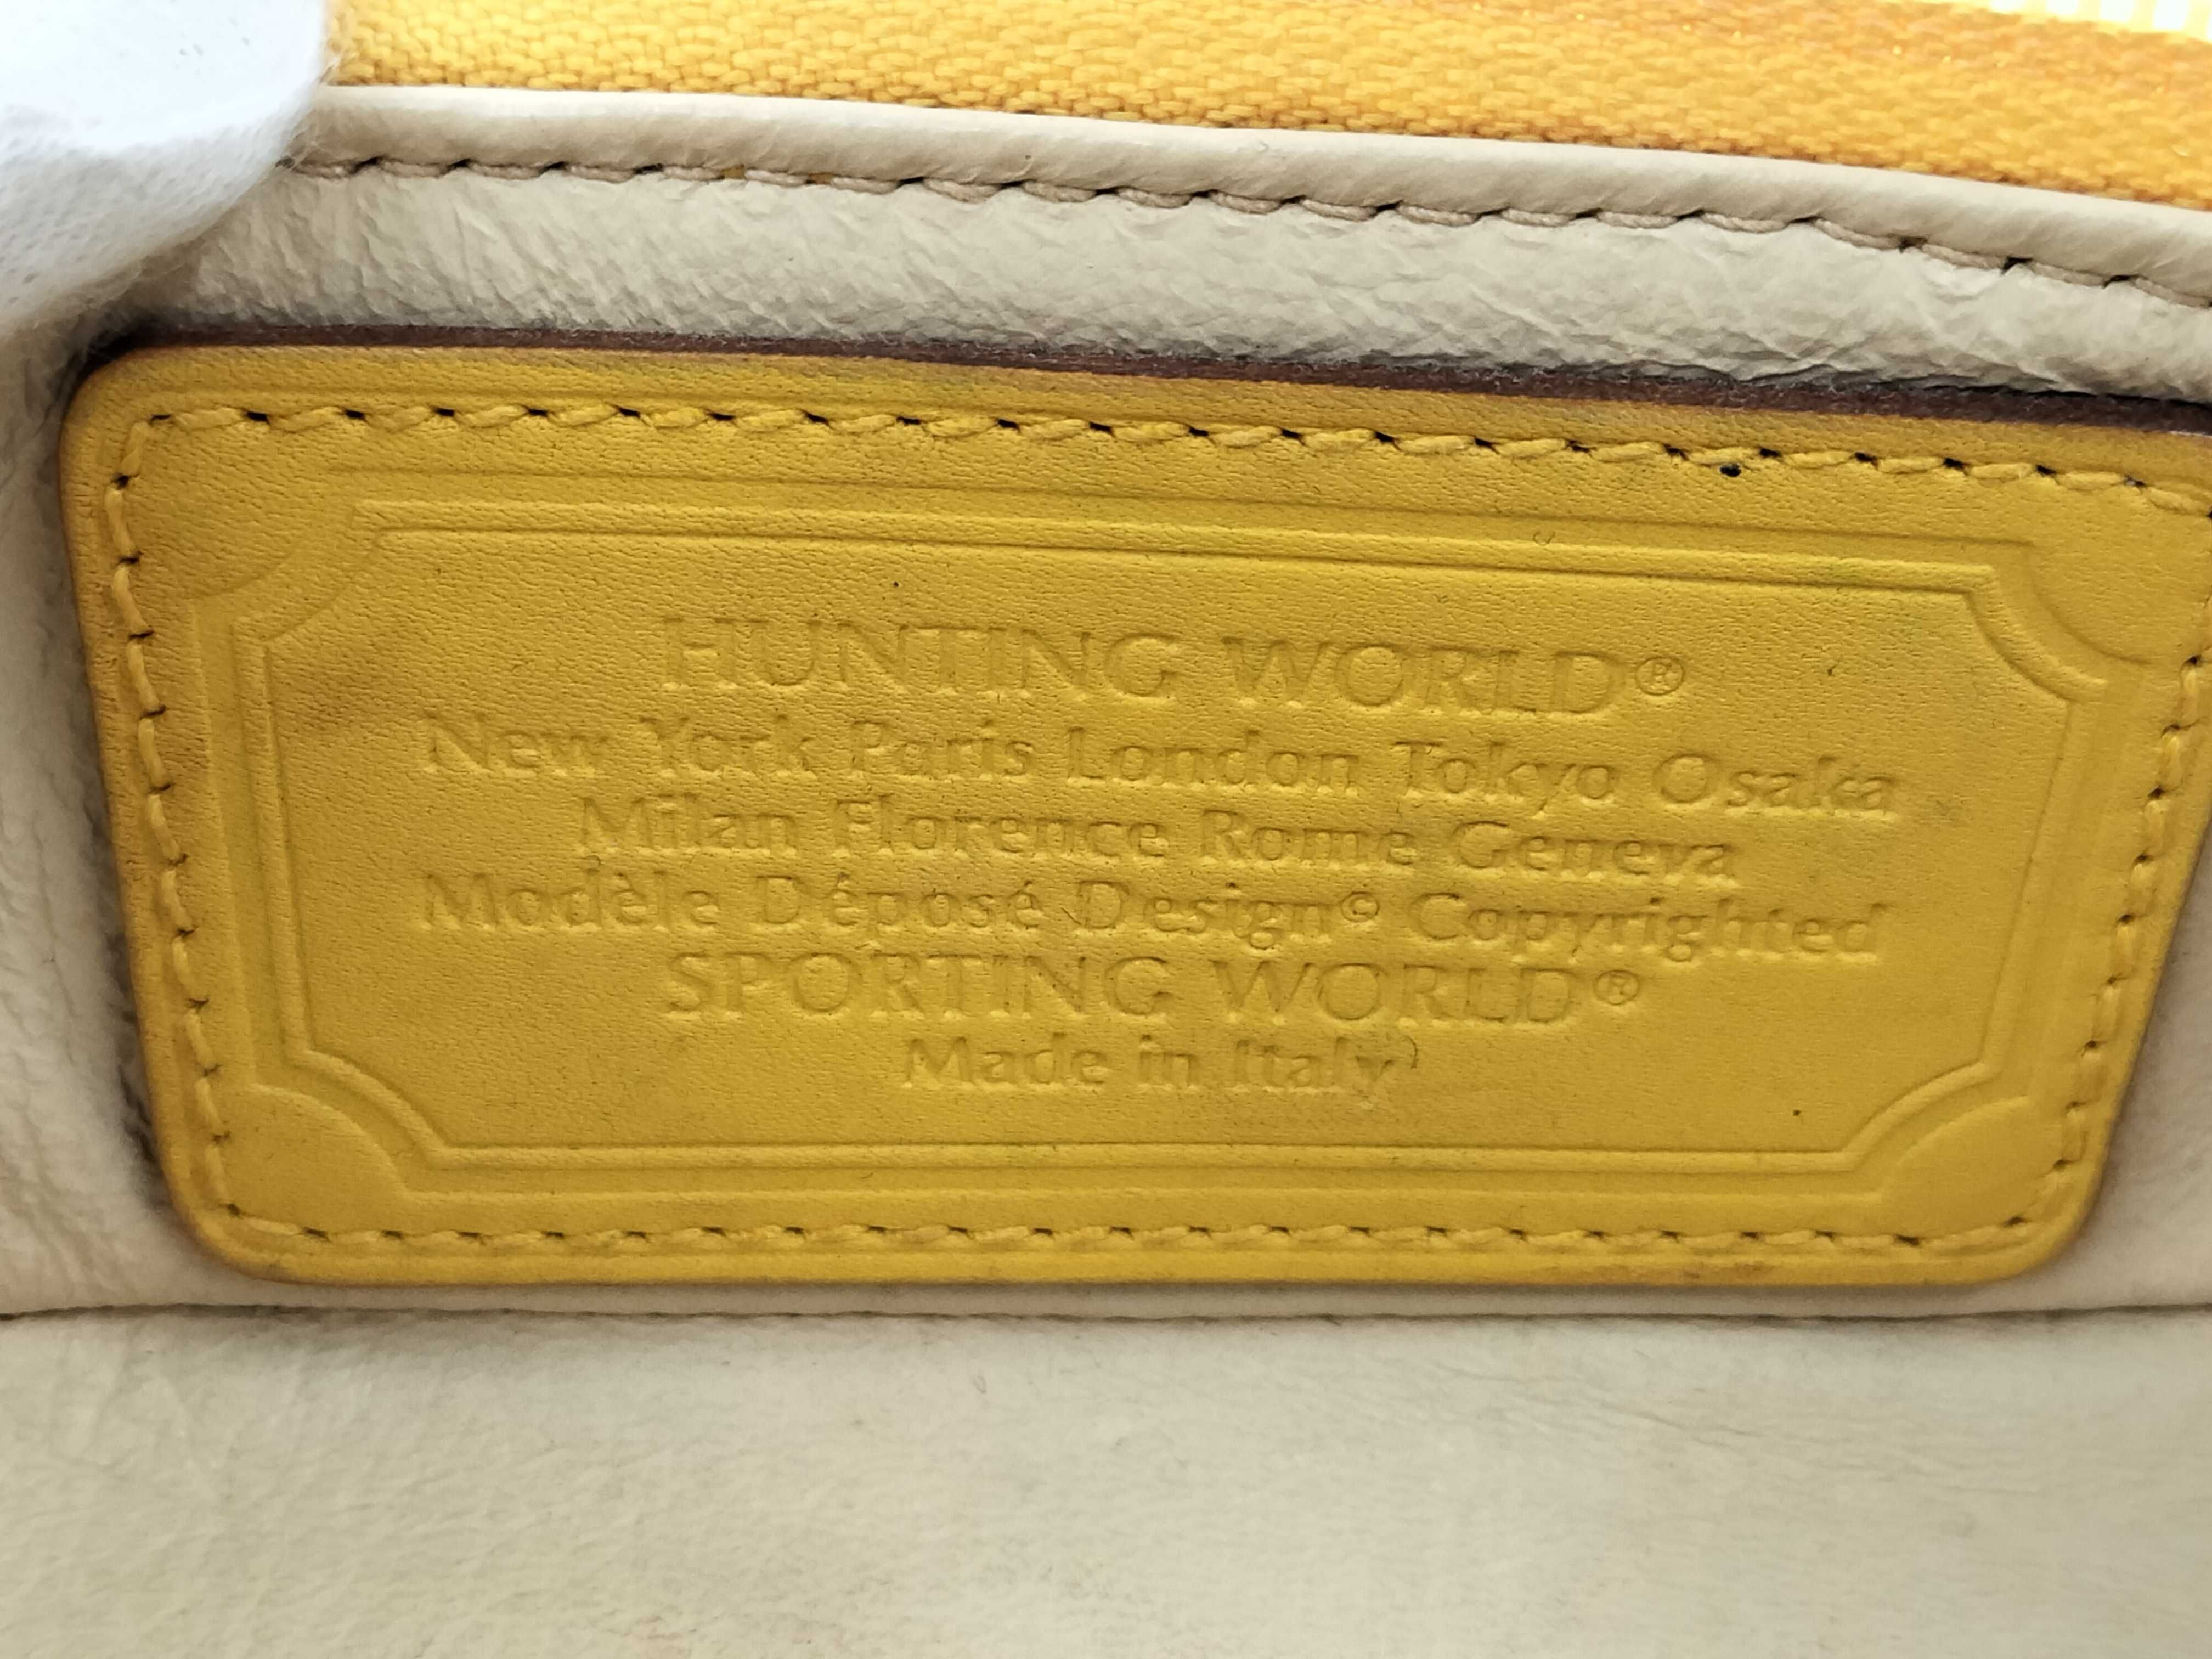 HUNTING WORLD®
New York Paris London Tokyo Osaka
Milan Florence Rome Geneva
Modèle Déposé Design© Copyrighted
SPORTING WORLD®
Made in Italy